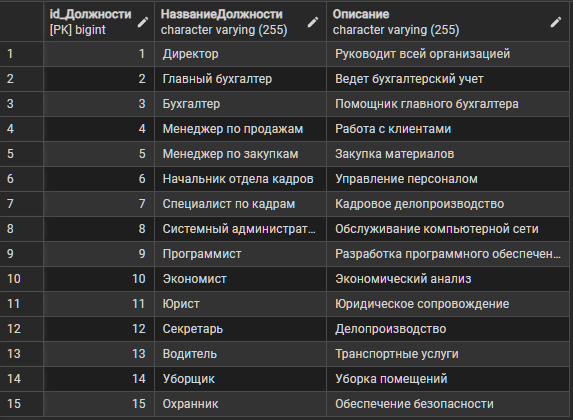 id_Должности НазваниеДолжности Описание
[PK] bigint character varying (255) character varying (255)
1 1 Директор Руководит всей организацией
2 2 Главный бухгалтер Ведет бухгалтерский учет
3 3 Бухгалтер Помощник главного бухгалтера
4 4 Менеджер по продажам Работа с клиентами
5 5 Менеджер по закупкам Закупка материалов
6 6 Начальник отдела кадров Управление персоналом
7 7 Специалист по кадрам Кадровое делопроизводство
8 8 Системный администрат... Обслуживание компьютерной сети
9 9 Программист Разработка программного обеспечен...
10 10 Экономист Экономический анализ
11 11 Юрист Юридическое сопровождение
12 12 Секретарь Делопроизводство
13 13 Водитель Транспортные услуги
14 14 Уборщик Уборка помещений
15 15 Охранник Обеспечение безопасности